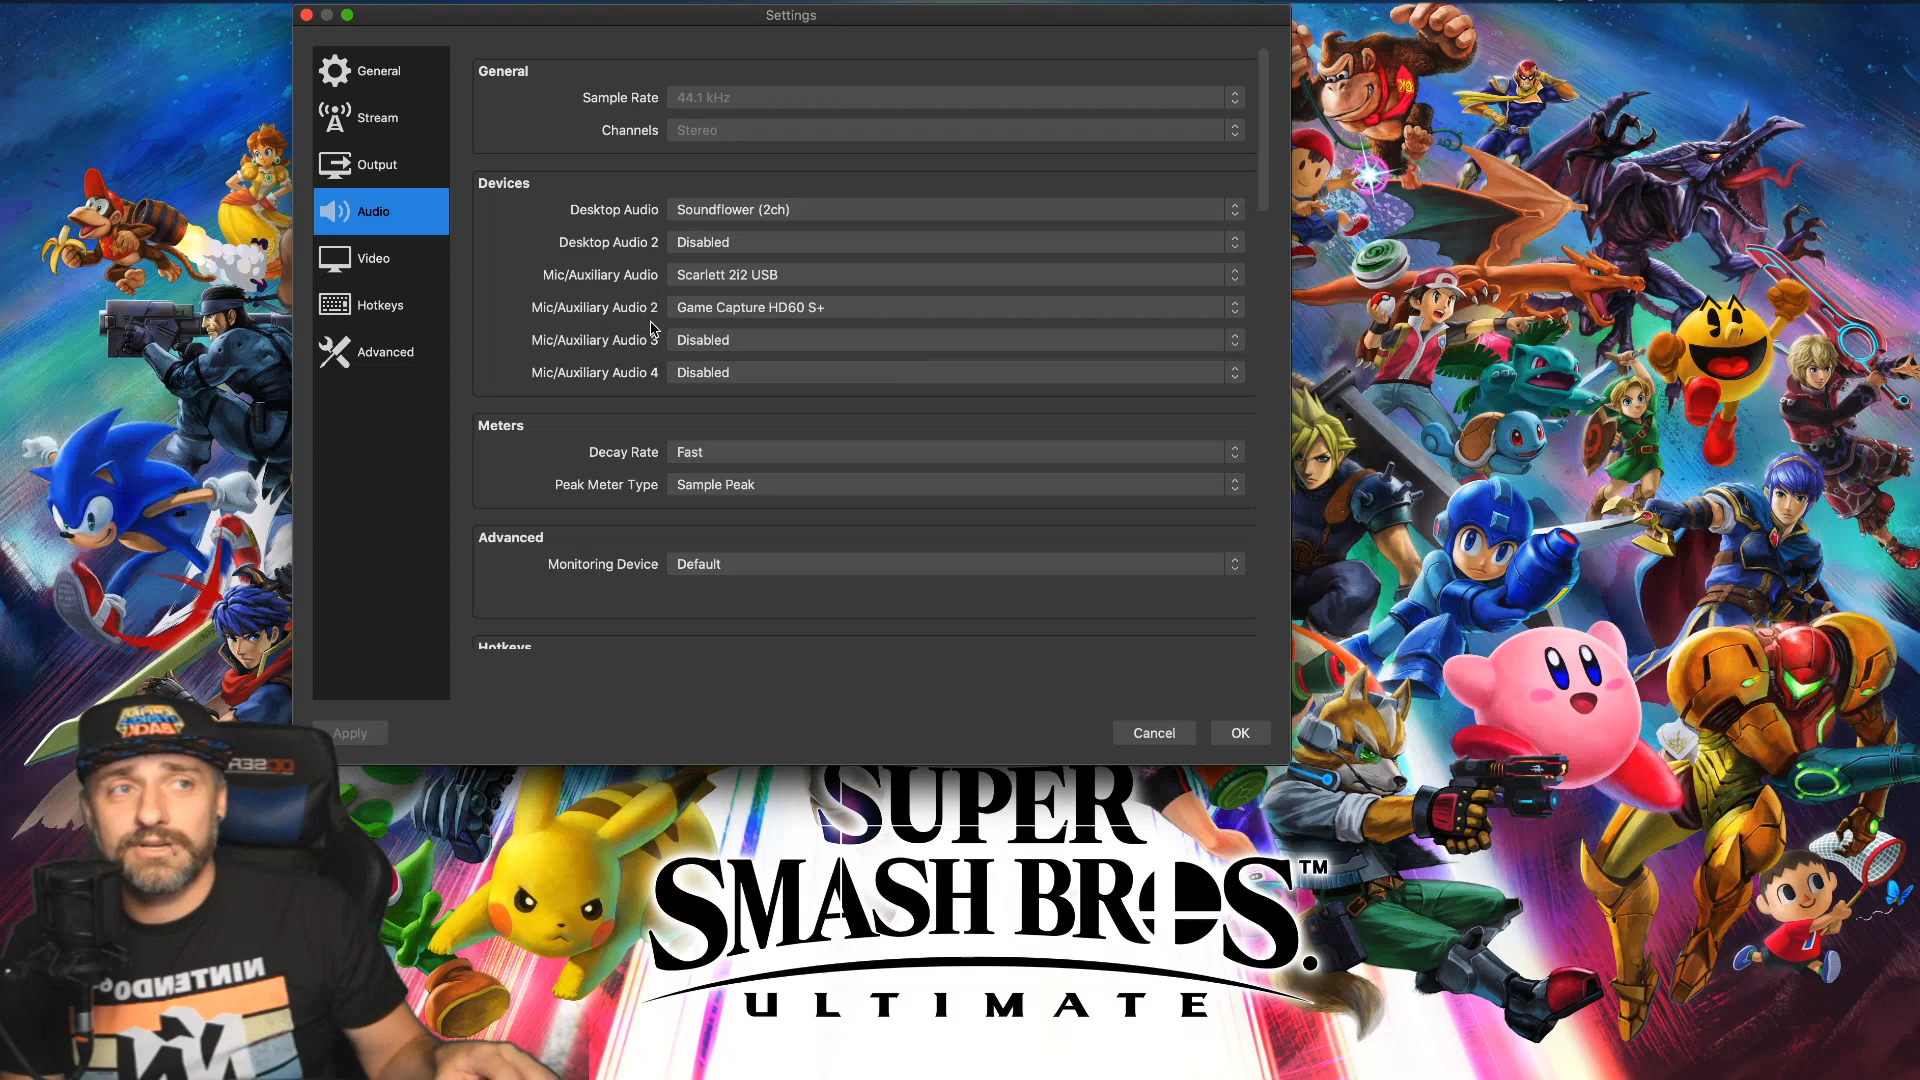 Settings
General
Stream
Output
Audio
Video
Hotkeys
Advanced
General
Sample Rate 44.1 kHz
Channels Stereo
Devices
Desktop Audio Soundflower (2ch)
Desktop Audio 2 Disabled
Mic/Auxiliary Audio Scarlett 2i2 USB
Mic/Auxiliary Audio 2 Game Capture HD60 S+
Mic/Auxiliary Audio 3 Disabled
Mic/Auxiliary Audio 4 Disabled
Meters
Decay Rate Fast
Peak Meter Type Sample Peak
Advanced
Monitoring Device Default
Hotkeys
Apply
Cancel
OK
SUPER
SMASH BROS.™
ULTIMATE
NINTENDO
DK